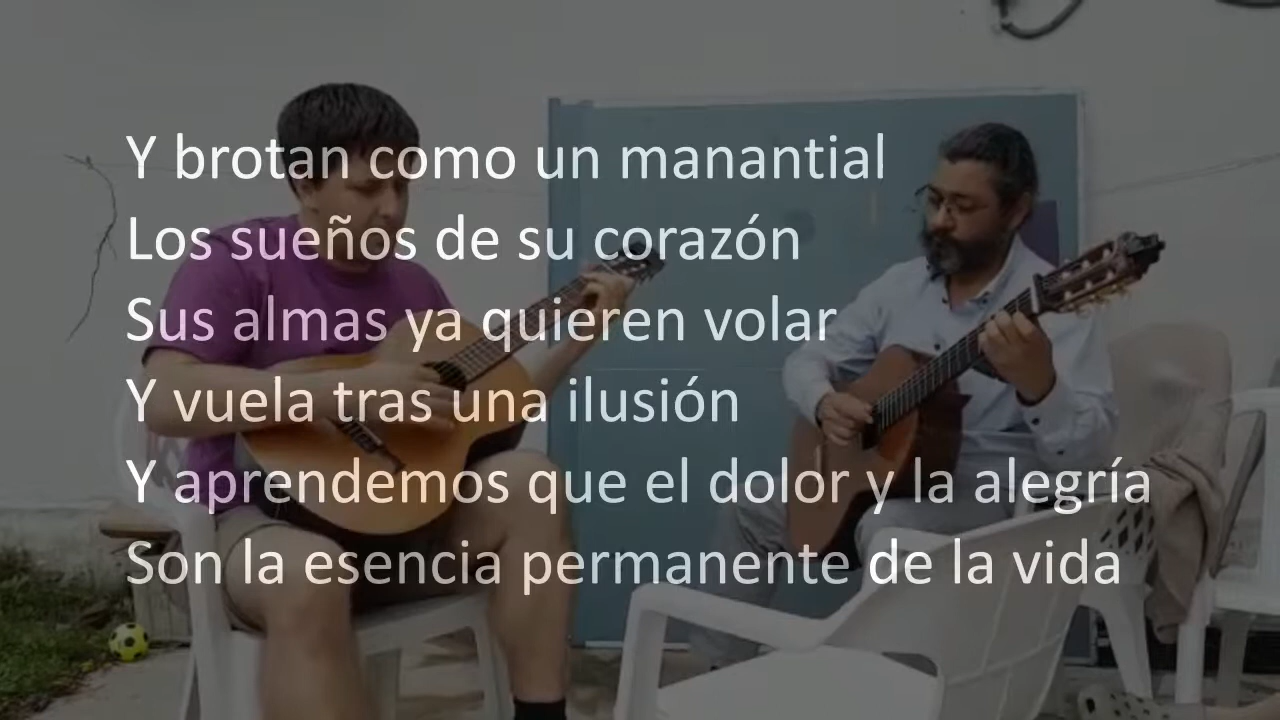 Y brotan como un manantial
Los sueños de su corazón
Sus almas ya quieren volar
Y vuela tras una ilusión
Y aprendemos que el dolor y la alegría
Son la esencia permanente de la vida